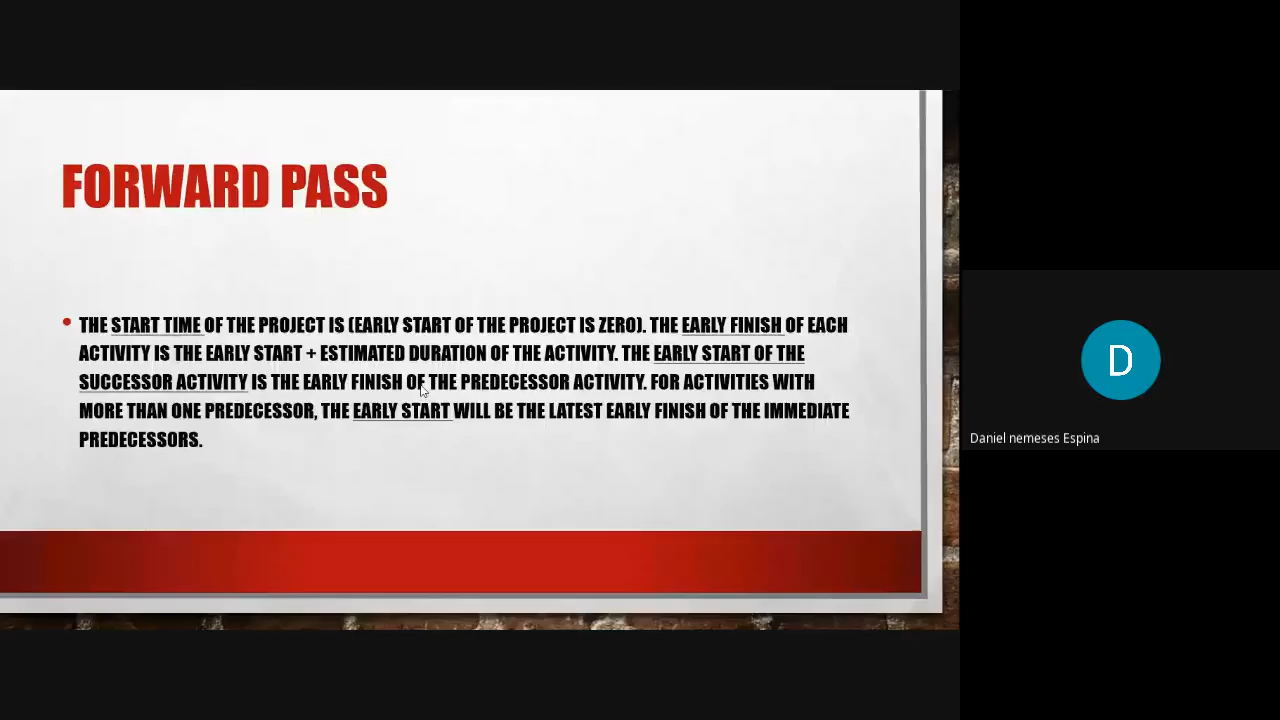 FORWARD PASS
• THE START TIME OF THE PROJECT IS (EARLY START OF THE PROJECT IS ZERO). THE EARLY FINISH OF EACH
ACTIVITY IS THE EARLY START + ESTIMATED DURATION OF THE ACTIVITY. THE EARLY START OF THE
SUCCESSOR ACTIVITY IS THE EARLY FINISH OF THE PREDECESSOR ACTIVITY. FOR ACTIVITIES WITH
MORE THAN ONE PREDECESSOR, THE EARLY START WILL BE THE LATEST EARLY FINISH OF THE IMMEDIATE
PREDECESSORS.
D
Daniel nemeses Espina